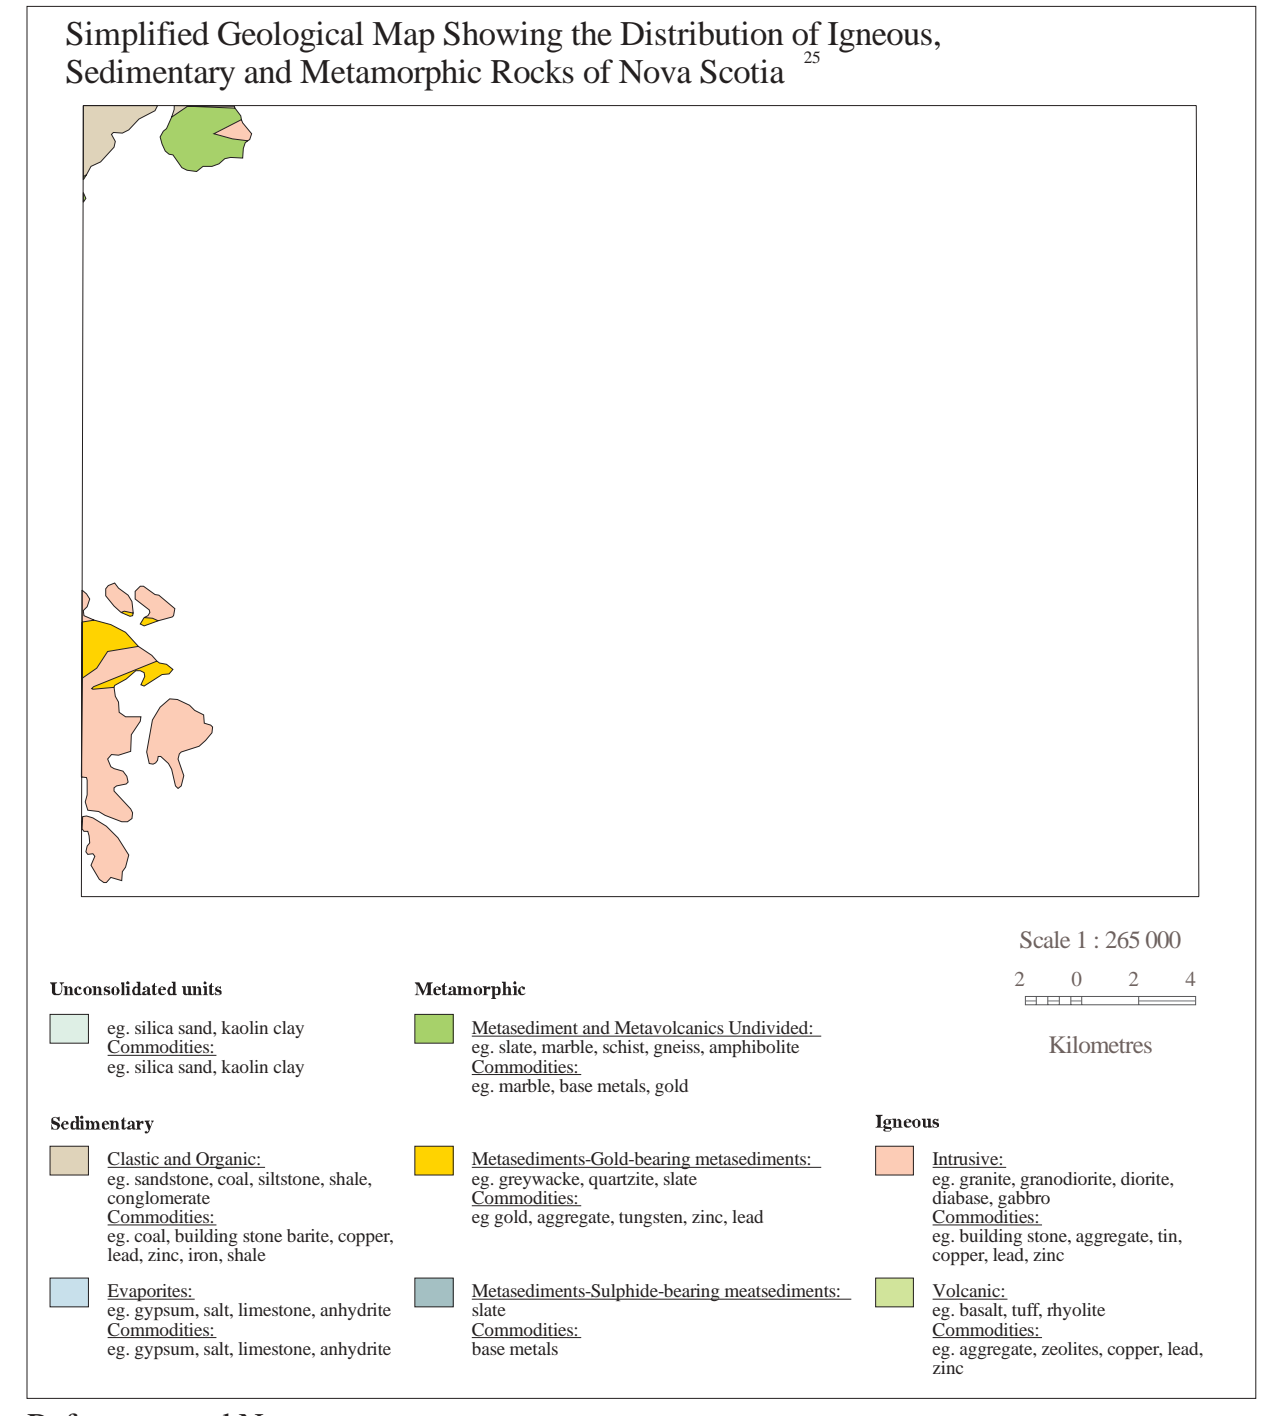 Simplified Geological Map Showing the Distribution of Igneous,
Sedimentary and Metamorphic Rocks of Nova Scotia 25
Scale 1 : 265 000
2 0 2 4
Kilometres
Unconsolidated units
eg. silica sand, kaolin clay
Commodities:
eg. silica sand, kaolin clay
Metamorphic
Metasediment and Metavolcanics Undivided:
eg. slate, marble, schist, gneiss, amphibolite
Commodities:
eg. marble, base metals, gold
Sedimentary
Clastic and Organic:
eg. sandstone, coal, siltstone, shale,
conglomerate
Commodities:
eg. coal, building stone barite, copper,
lead, zinc, iron, shale
Evaporites:
eg. gypsum, salt, limestone, anhydrite
Commodities:
eg. gypsum, salt, limestone, anhydrite
Metasediments-Gold-bearing metasediments:
eg. greywacke, quartzite, slate
Commodities:
eg gold, aggregate, tungsten, zinc, lead
Metasediments-Sulphide-bearing meatsediments:
slate
Commodities:
base metals
Igneous
Intrusive:
eg. granite, granodiorite, diorite,
diabase, gabbro
Commodities:
eg. building stone, aggregate, tin,
copper, lead, zinc
Volcanic:
eg. basalt, tuff, rhyolite
Commodities:
eg. aggregate, zeolites, copper, lead,
zinc